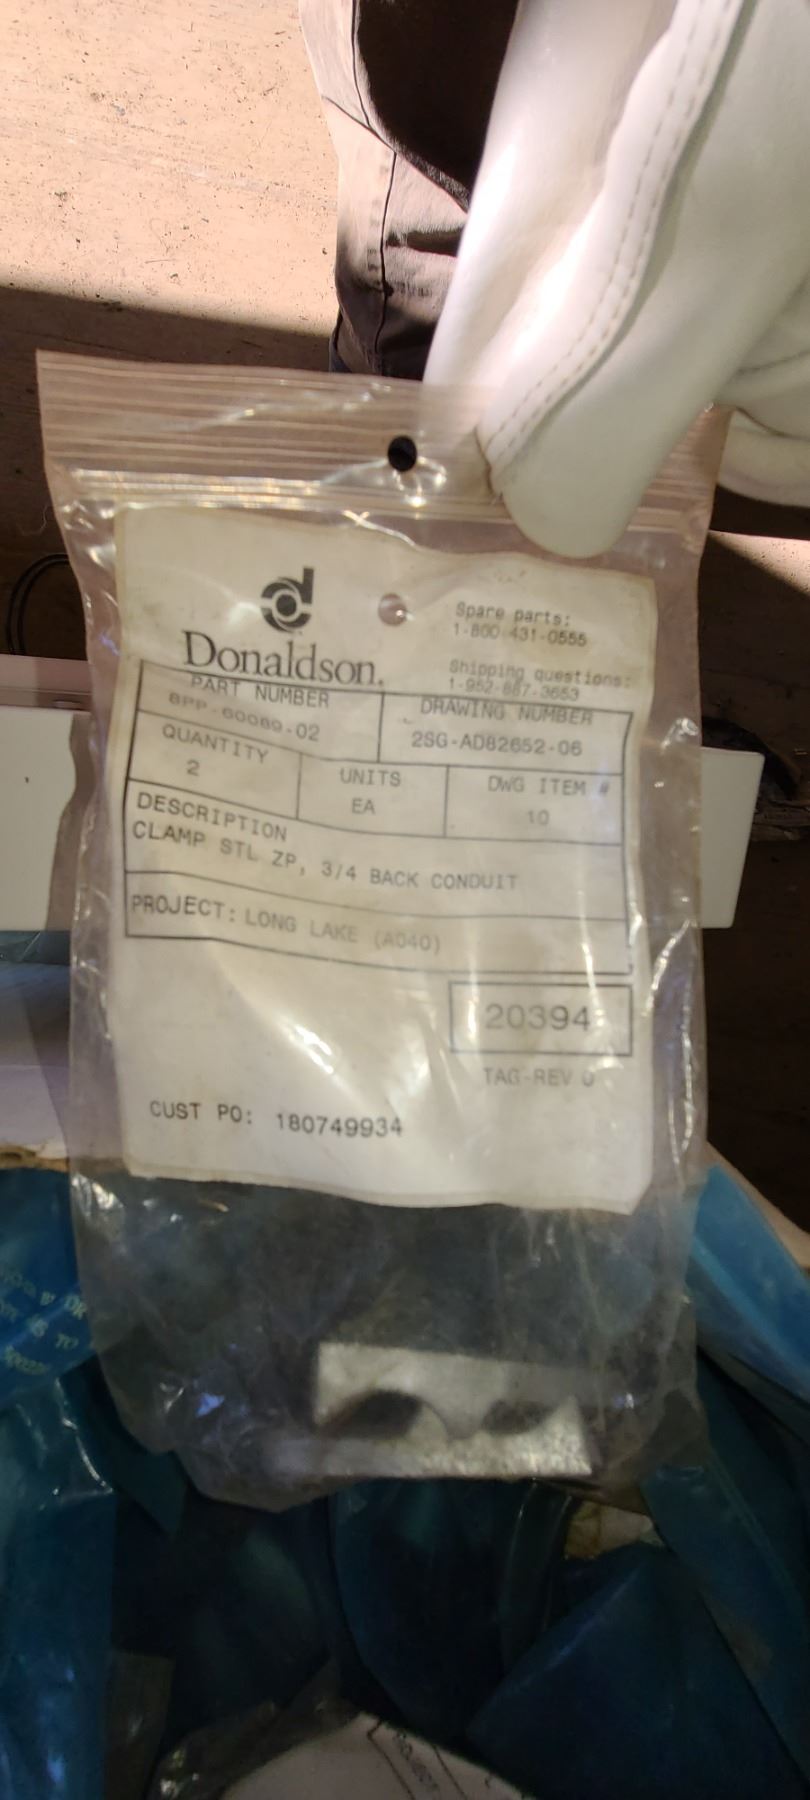 Donaldson.
Spare parts:
1-800-431-0555
Shipping questions:
1-952-887-3653
PART NUMBER
8PP-60089-02
DRAWING NUMBER
2SG-AD82652-06
QUANTITY
2
UNITS
EA
DWG ITEM #
10
DESCRIPTION
CLAMP STL ZP, 3/4 BACK CONDUIT
PROJECT: LONG LAKE (A040)
20394
TAG-REV 0
CUST PO: 180749934